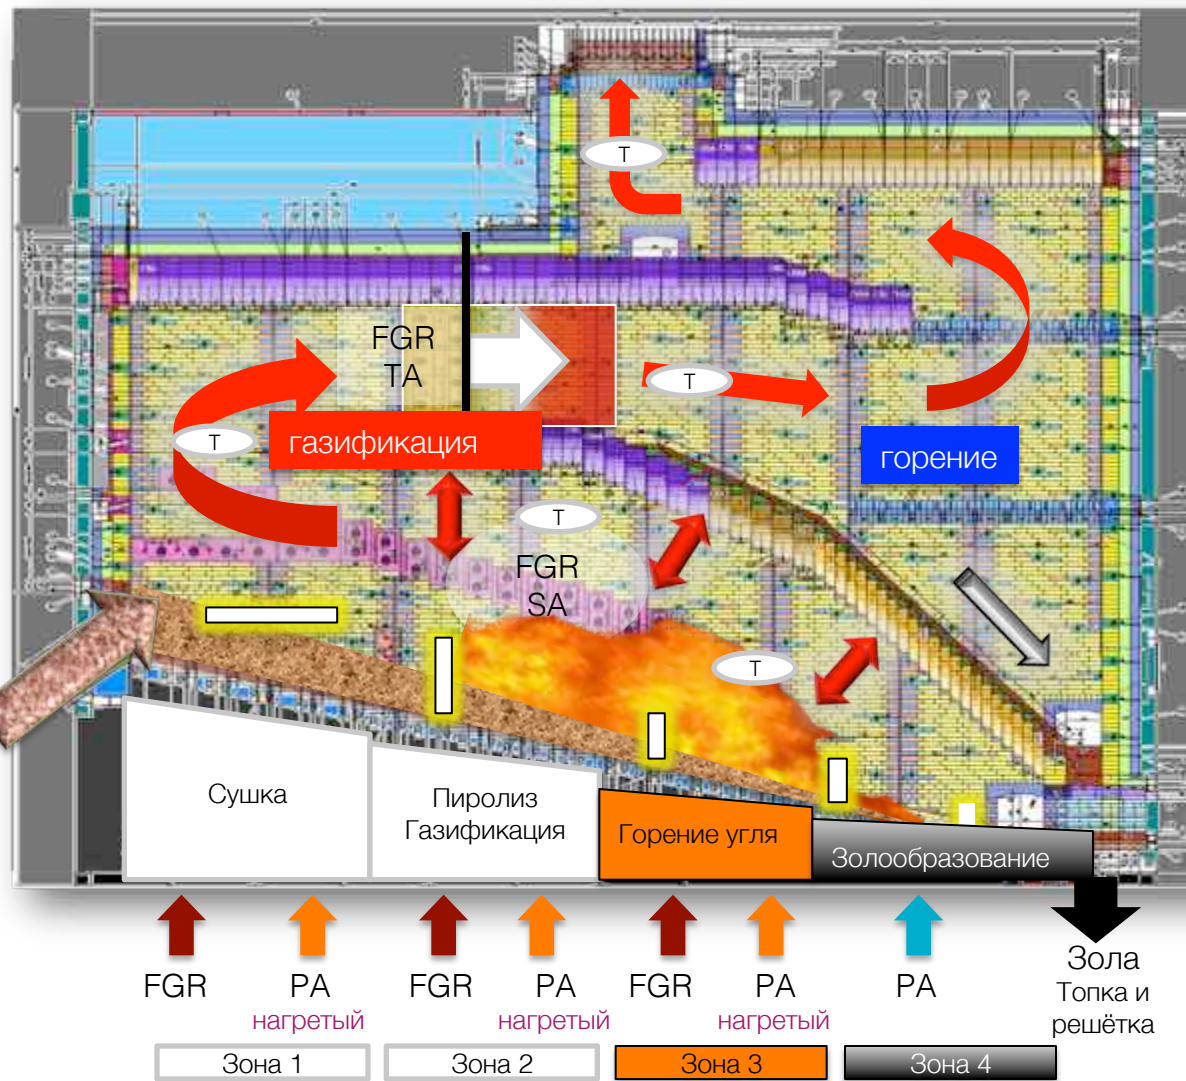 T
FGR
TA
T
T
газификация
горение
T
FGR
SA
T
Сушка
Пиролиз
Газификация
Горение угля
Золообразование
FGR
PA
нагретый
FGR
PA
нагретый
FGR
PA
нагретый
PA
Зола
Топка и
решётка
Зона 1
Зона 2
Зона 3
Зона 4